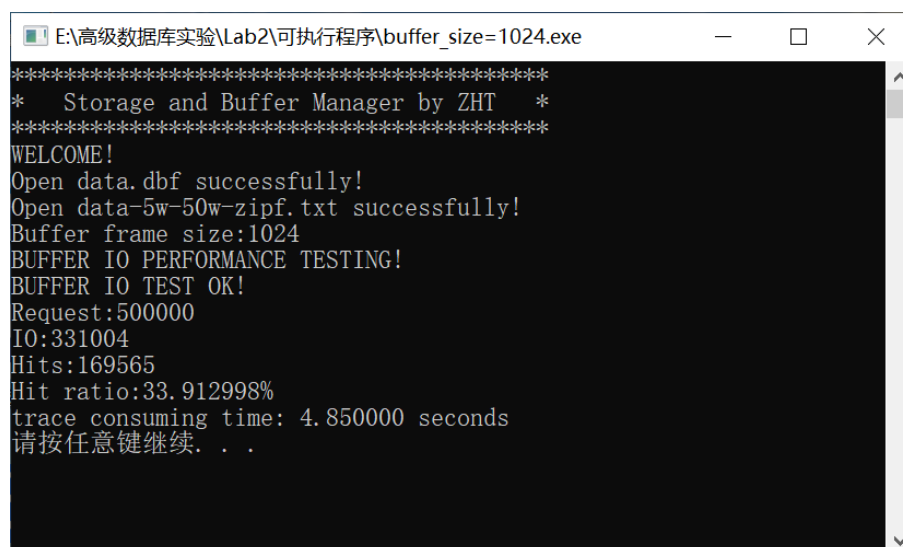 E:\高级数据库实验\Lab2\可执行程序\buffer_size=1024.exe
*****************************************
*   Storage and Buffer Manager by ZHT   *
*****************************************
WELCOME!
Open data.dbf successfully!
Open data-5w-50w-zipf.txt successfully!
Buffer frame size:1024
BUFFER IO PERFORMANCE TESTING!
BUFFER IO TEST OK!
Request:500000
IO:331004
Hits:169565
Hit ratio:33.912998%
trace consuming time: 4.850000 seconds
请按任意键继续. . .